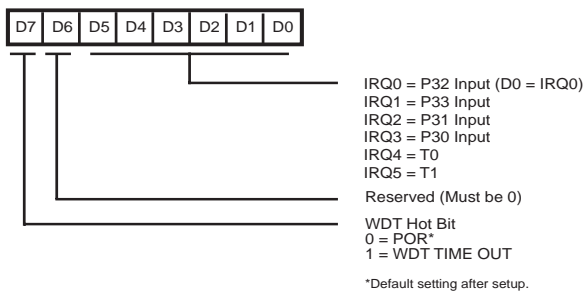 D7 D6 D5 D4 D3 D2 D1 D0
IRQ0 = P32 Input (D0 = IRQ0)
IRQ1 = P33 Input
IRQ2 = P31 Input
IRQ3 = P30 Input
IRQ4 = T0
IRQ5 = T1
Reserved (Must be 0)
WDT Hot Bit
0 = POR*
1 = WDT TIME OUT
*Default setting after setup.